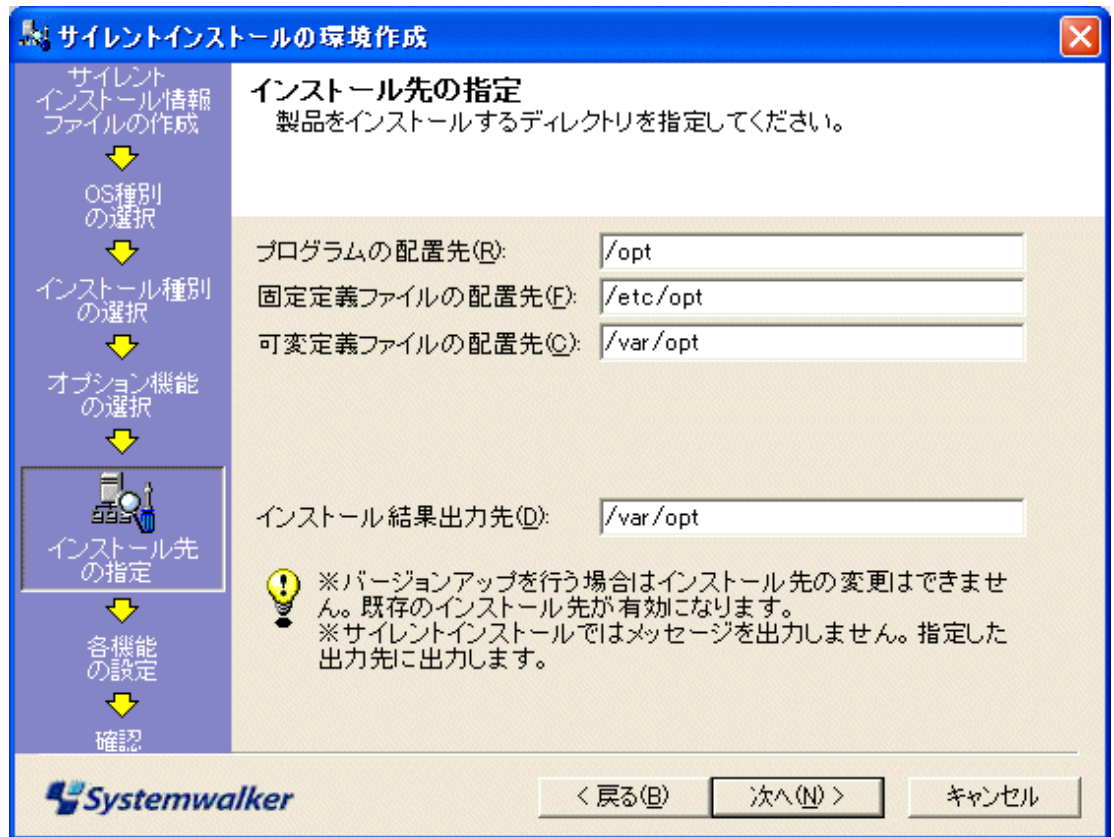 サイレントインストールの環境作成
サイレント
インストール情報
ファイルの作成
OS種別
の選択
インストール種別
の選択
オプション機能
の選択
インストール先
の指定
各機能
の設定
確認
インストール先の指定
製品をインストールするディレクトリを指定してください。
プログラムの配置先(R): /opt
固定定義ファイルの配置先(F): /etc/opt
可変定義ファイルの配置先(C): /var/opt
インストール結果出力先(D): /var/opt
※バージョンアップを行う場合はインストール先の変更はできませ
ん。既存のインストール先が有効になります。
※サイレントインストールではメッセージを出力しません。指定した
出力先に出力します。
Systemwalker
< 戻る(B) 次へ(N) > キャンセル